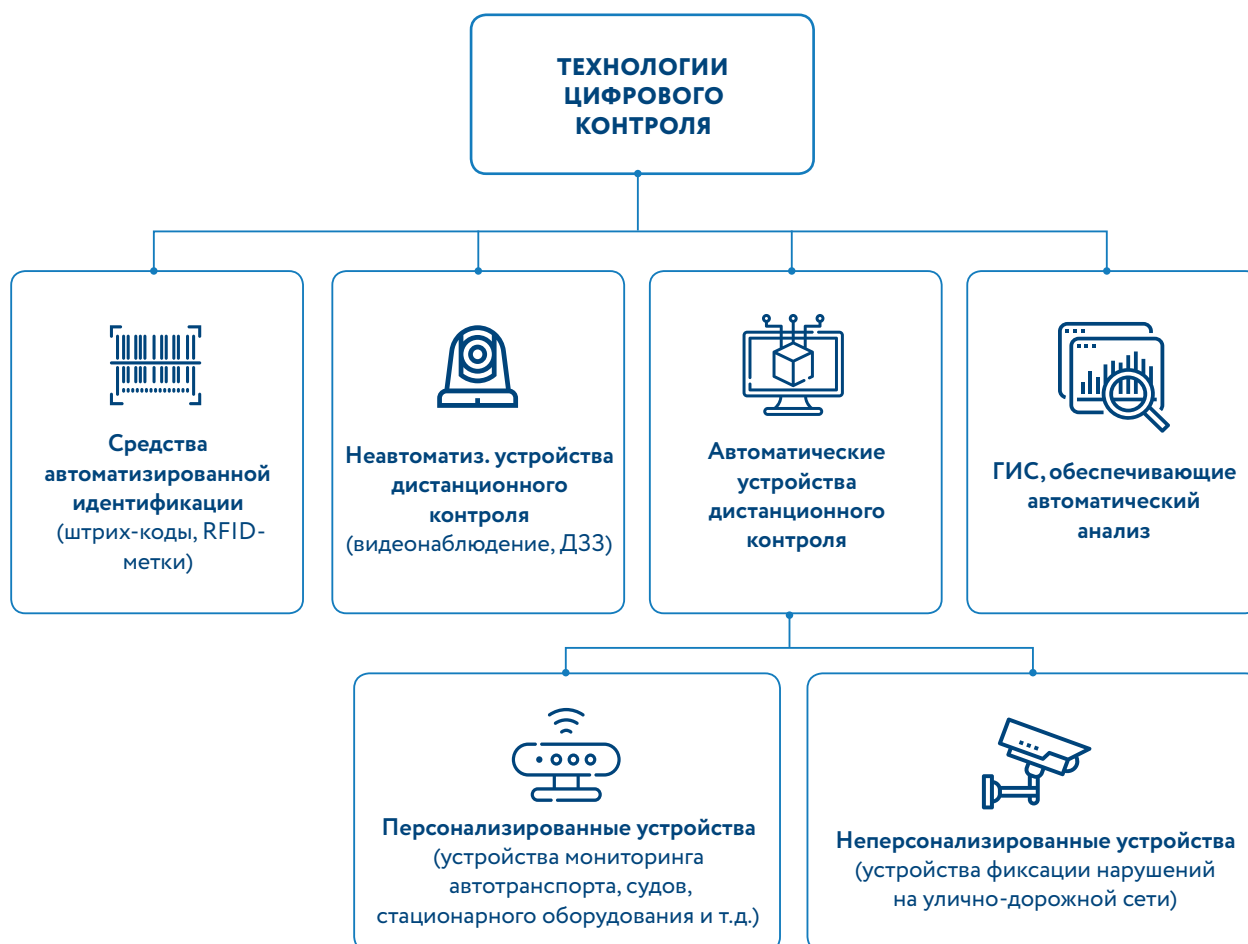 ТЕХНОЛОГИИ
ЦИФРОВОГО
КОНТРОЛЯ
Средства
автоматизированной
идентификации
(штрих-коды, RFID-
метки)
Неавтоматиз. устройства
дистанционного
контроля
(видеонаблюдение, ДЗЗ)
Автоматические
устройства
дистанционного
контроля
ГИС, обеспечивающие
автоматический
анализ
Персонализированные устройства
(устройства мониторинга
автотранспорта, судов,
стационарного оборудования и т.д.)
Неперсонализированные устройства
(устройства фиксации нарушений
на улично-дорожной сети)